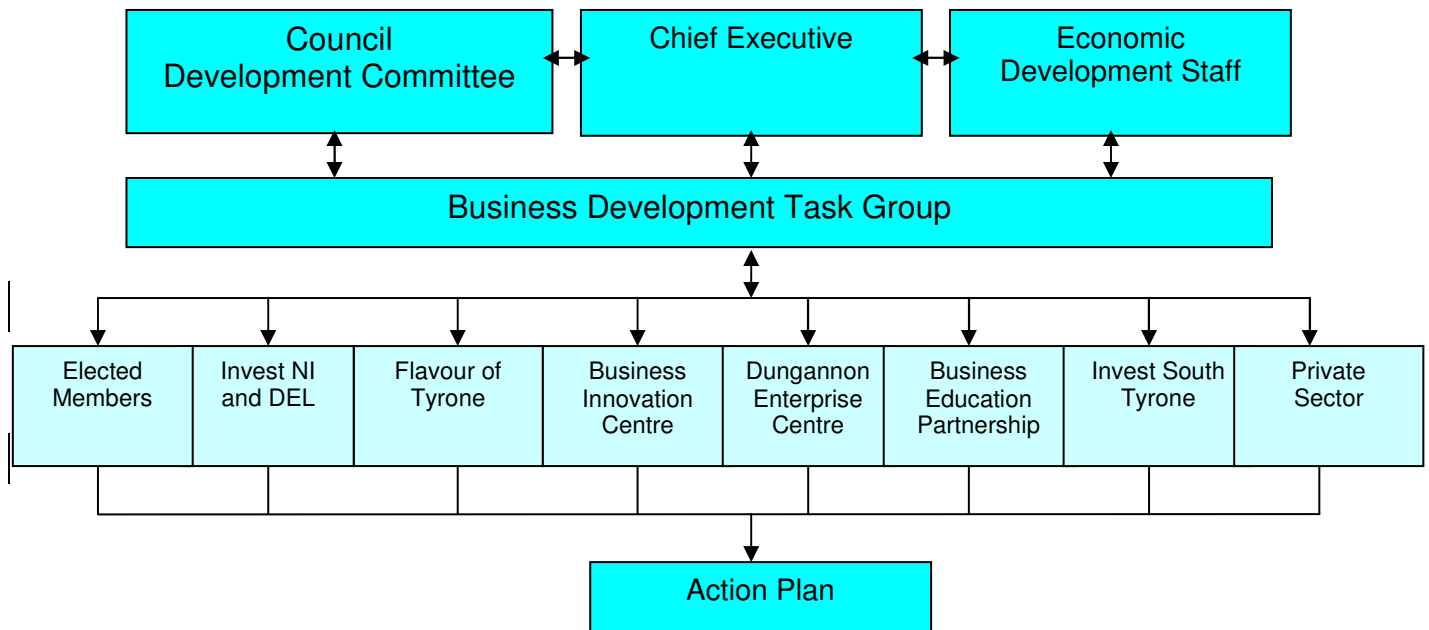 Council
Development Committee
Chief Executive
Economic
Development Staff
Business Development Task Group
Elected
Members
Invest NI
and DEL
Flavour of
Tyrone
Business
Innovation
Centre
Dungannon
Enterprise
Centre
Business
Education
Partnership
Invest South
Tyrone
Private
Sector
Action Plan